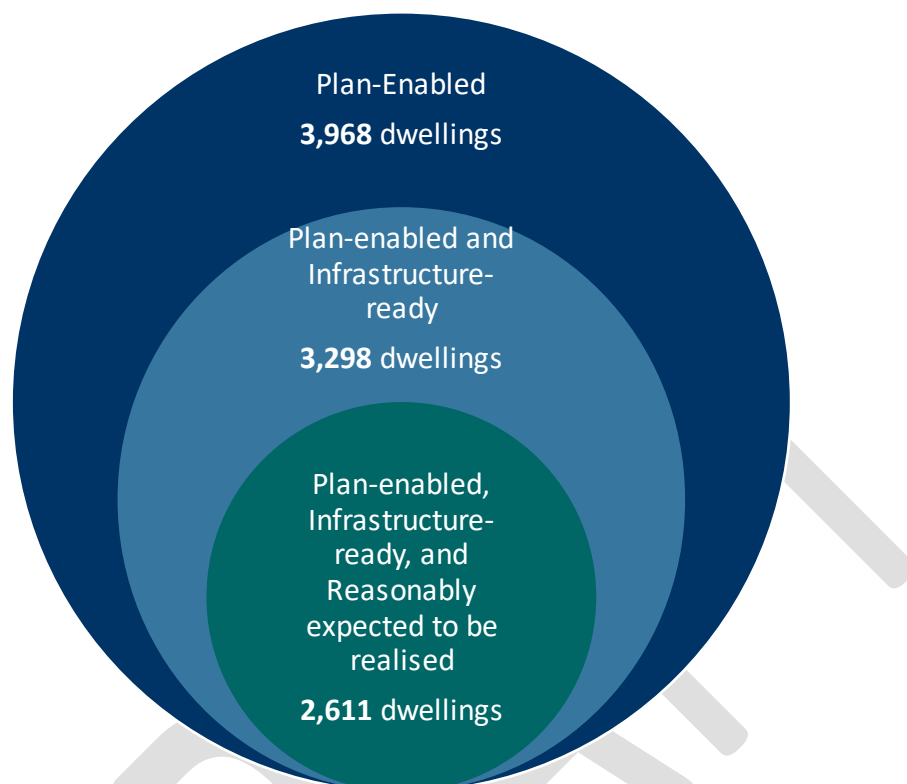 Plan-Enabled
3,968 dwellings
Plan-enabled and
Infrastructure-
ready
3,298 dwellings
Plan-enabled,
Infrastructure-
ready, and
Reasonably
expected to be
realised
2,611 dwellings